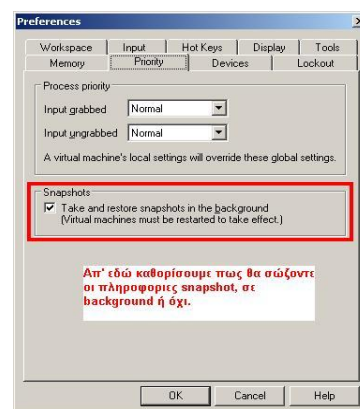 Preferences
Workspace Input Hot Keys Display Tools
Memory Priority Devices Lockout
Process priority
Input grabbed Normal
Input ungrabbed Normal
A virtual machine's local settings will override these global settings.
Snapshots
Take and restore snapshots in the background
(Virtual machines must be restarted to take effect.)
Απ' εδώ καθορίσουμε πως θα σώζοντε
οι πληροφοριες snapshot, σε
background ή όχι.
OK Cancel Help